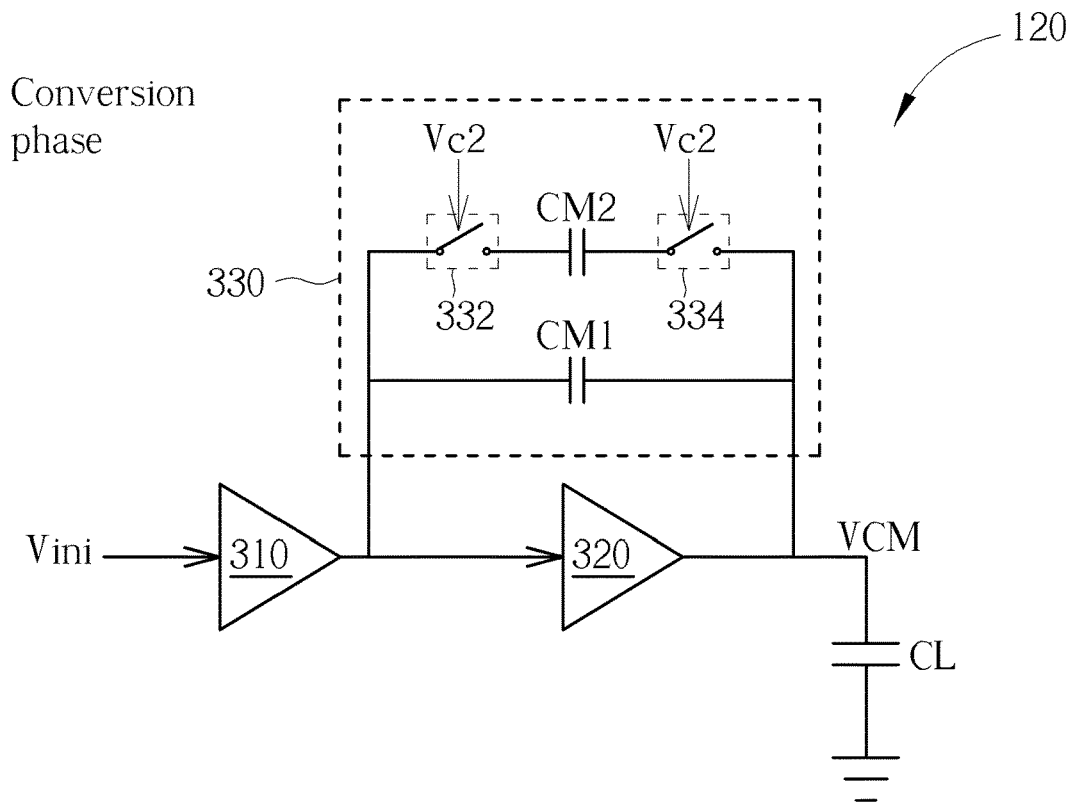 120
Conversion
phase
Vc2
Vc2
CM2
330
332
334
CM1
Vini
310
320
VCM
CL